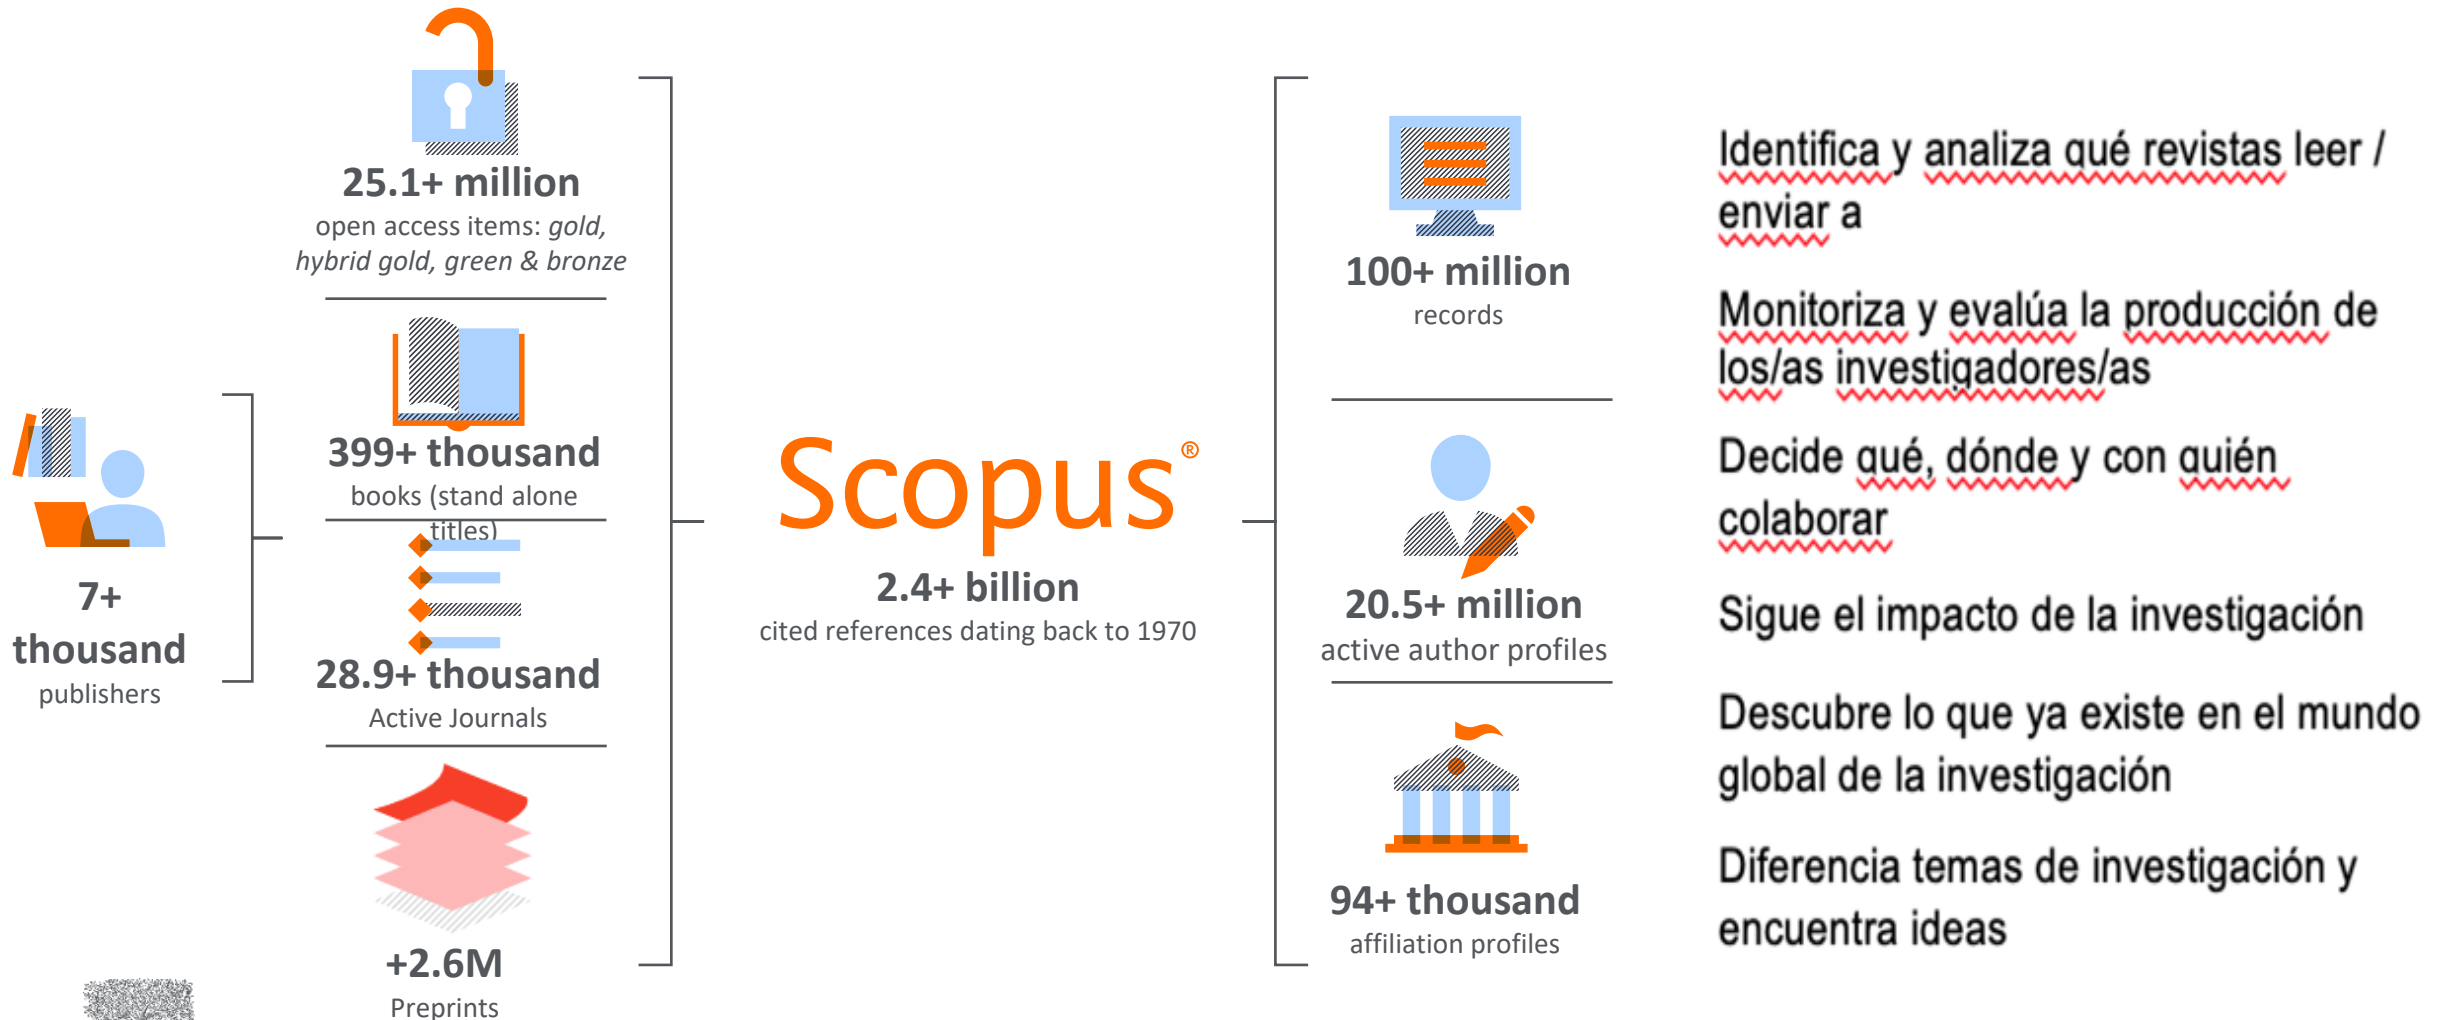 7+
thousand
publishers
25.1+ million
open access items: gold,
hybrid gold, green & bronze
399+ thousand
books (stand alone
titles)
28.9+ thousand
Active Journals
+2.6M
Preprints
Scopus®
2.4+ billion
cited references dating back to 1970
100+ million
records
20.5+ million
active author profiles
94+ thousand
affiliation profiles
Identifica y analiza qué revistas leer /
enviar a
Monitoriza y evalúa la producción de
los/as investigadores/as
Decide qué, dónde y con quién
colaborar
Sigue el impacto de la investigación
Descubre lo que ya existe en el mundo
global de la investigación
Diferencia temas de investigación y
encuentra ideas